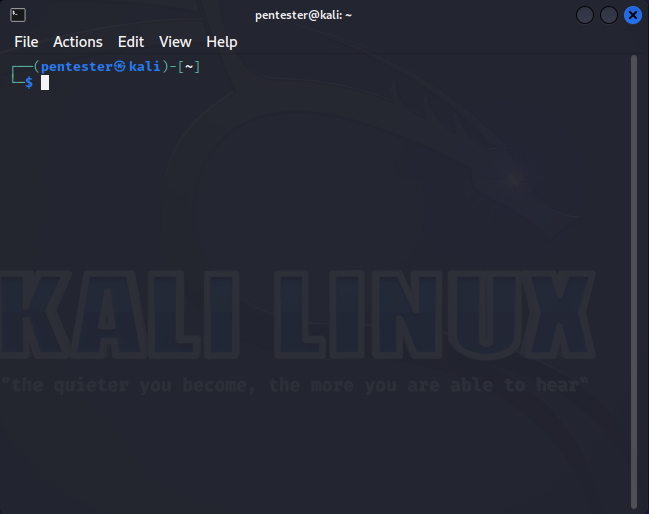 pentester@kali: ~
File Actions Edit View Help
┌──(pentester㉿kali)-[~]
└─$
KALI LINUX
"the quieter you become, the more you are able to hear"